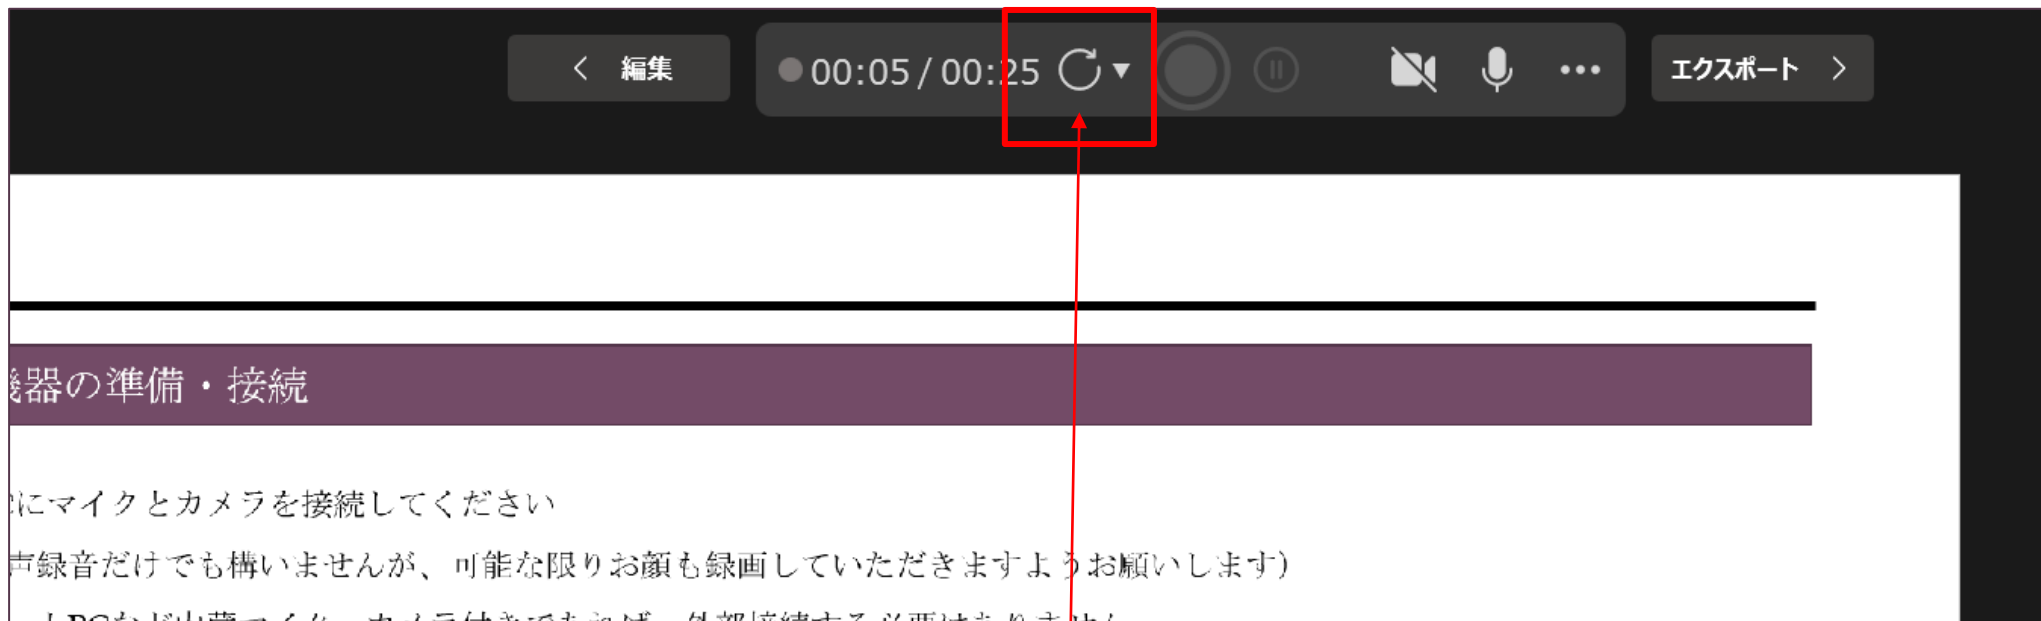 編集
00:05 / 00:25
エクスポート
器の準備・接続
にマイクとカメラを接続してください
声録音だけでも構いませんが、可能な限りお顔も録画していただきますようお願いします）